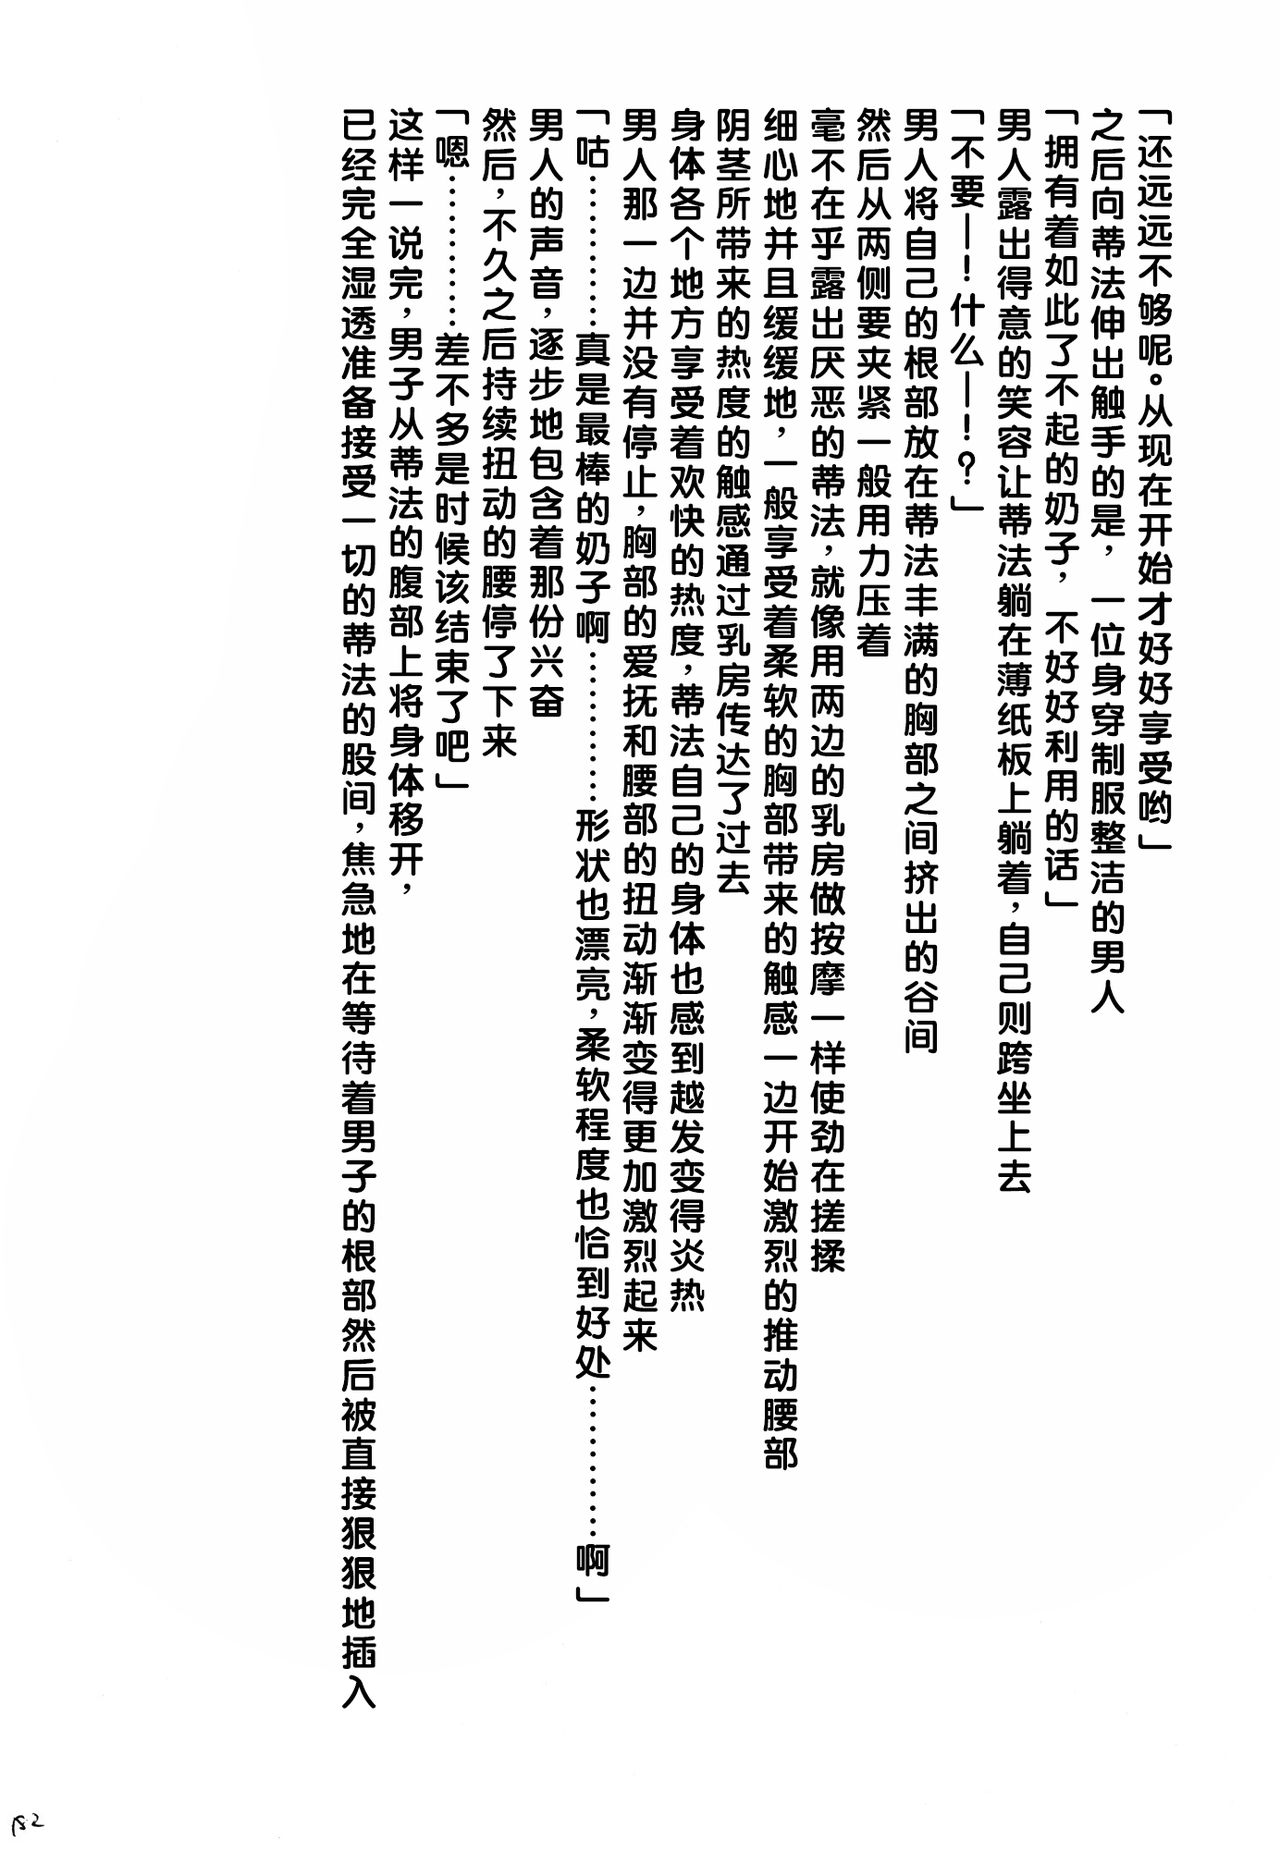 「还远远不够呢。从现在开始才好好享受哟」
之后向蒂法伸出触手的是，一位身穿制服整洁的男人
「拥有着如此了不起的奶子，不好好利用的话」
男人露出得意的笑容让蒂法躺在薄纸板上躺着，自己则跨坐上去
「不要—！什么—！？」
男人将自己的根部放在蒂法丰满的胸部之间挤出的谷间
然后从两侧要夹紧一般用力压着
毫不在乎露出厌恶的蒂法，就像用两边的乳房做按摩一样使劲在搓揉
细心地并且缓缓地，一般享受着柔软的胸部带来的触感一边开始激烈的推动腰部
阴茎所带来的热度的触感通过乳房传达了过去
身体各个地方享受着欢快的热度，蒂法自己的身体也感到越发变得炎热
男人那一边并没有停止，胸部的爱抚和腰部的扭动渐渐变得更加激烈起来
「咕…………真是最棒的奶子啊…………形状也漂亮，柔软程度也恰到好处…………啊」
男人的声音，逐步地包含着那份兴奋
然后，不久之后持续扭动的腰停了下来
「嗯…………差不多是时候该结束了吧」
这样一说完，男子从蒂法的腹部上将身体移开，
已经完全湿透准备接受一切的蒂法的股间，焦急地在等待着男子的根部然后被直接狠狠地插入